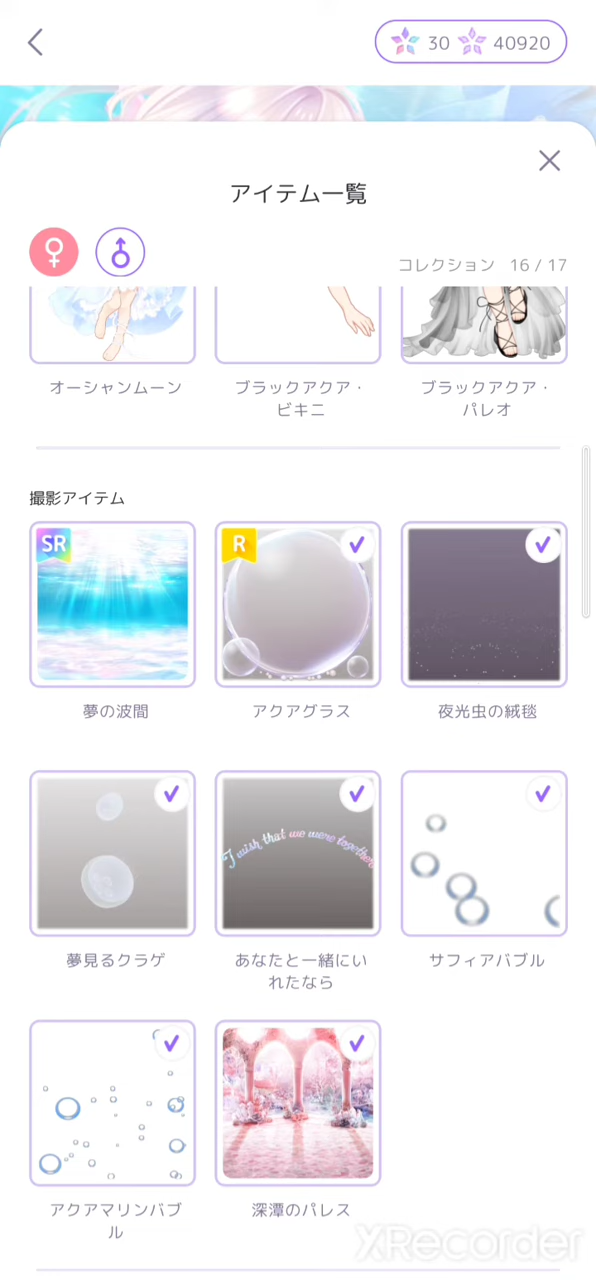 30 40920
アイテム一覧
コレクション 16 / 17
オーシャンムーン
ブラックアクア・
ビキニ
ブラックアクア・
パレオ
撮影アイテム
SR
R
夢の波間
アクアグラス
夜光虫の絨毯
I wish that we were together
夢見るクラゲ
あなたと一緒にい
れたなら
サフィアバブル
アクアマリンバブ
ル
深潭のパレス
XRecorder